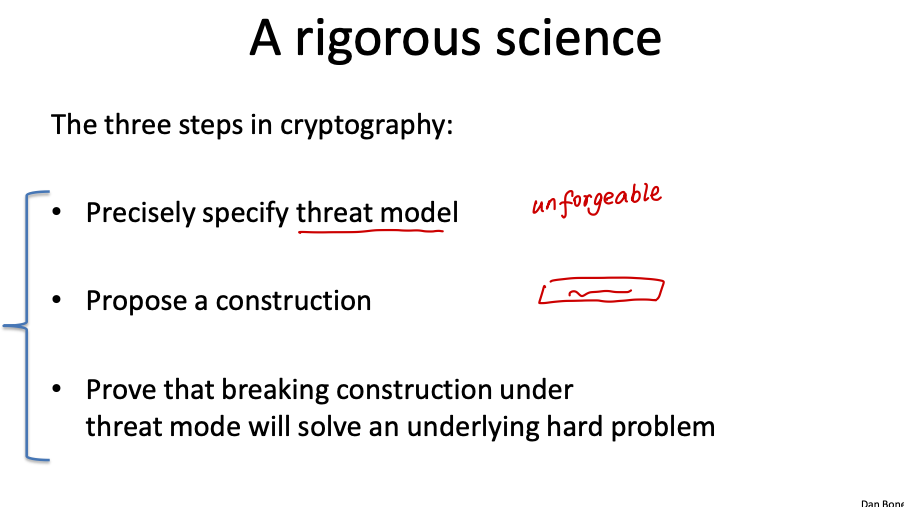 A rigorous science
The three steps in cryptography:
• Precisely specify threat model
unforgeable
• Propose a construction
• Prove that breaking construction under
threat mode will solve an underlying hard problem
Dan Bone